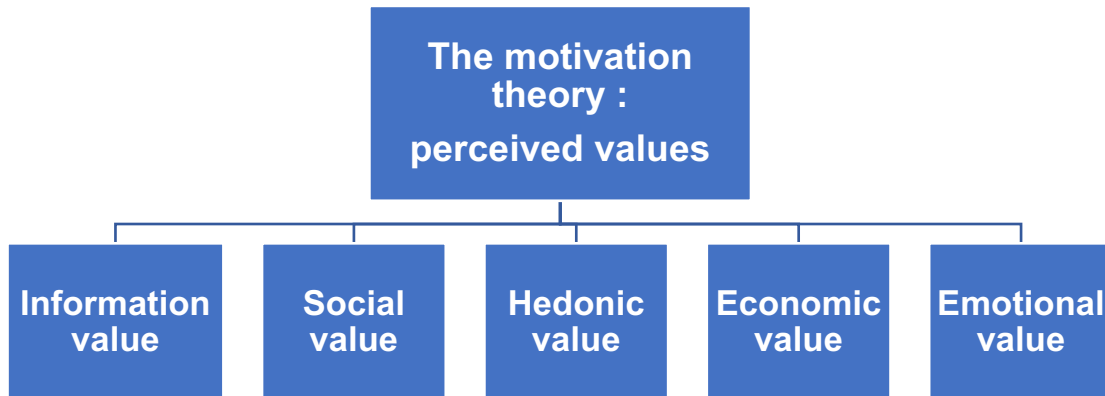 The motivation
theory :
perceived values
Information
value
Social
value
Hedonic
value
Economic
value
Emotional
value